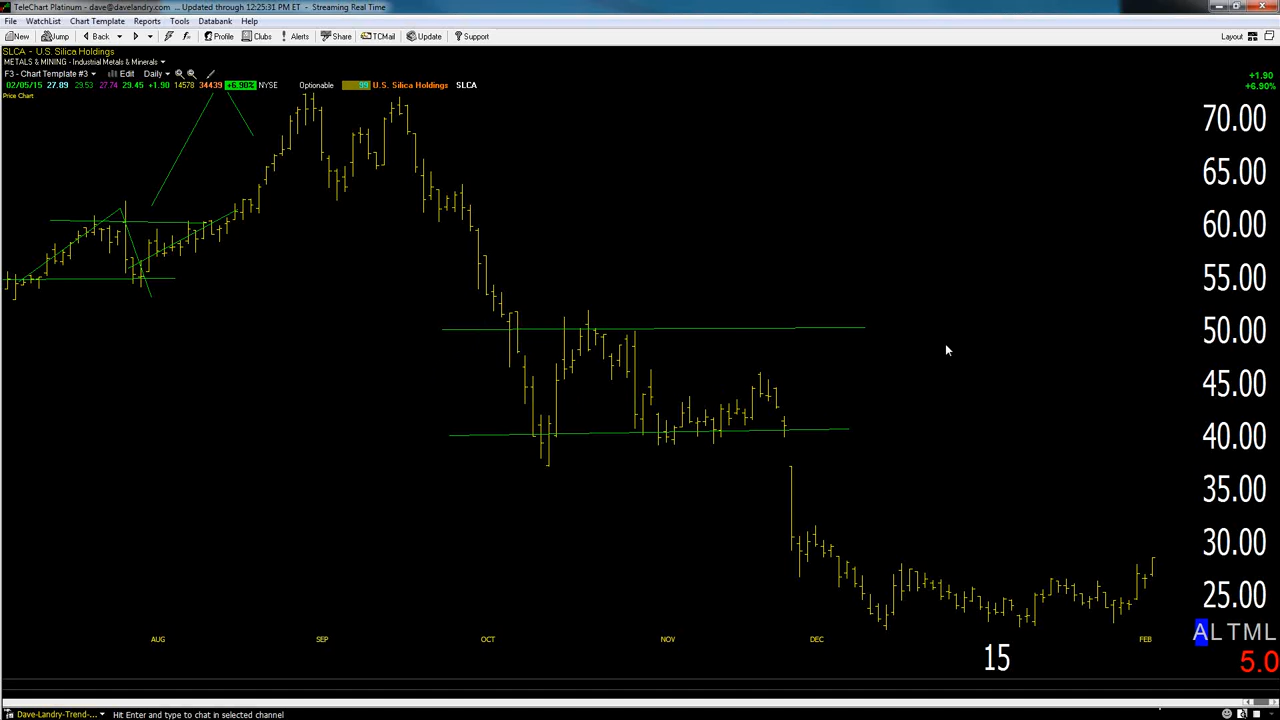 TeleChart Platinum - dave@davelandry.com - Updated through 12:25:31 PM ET - Streaming Real Time
File WatchList Chart Template Reports Tools Databank Help
New Jump Back Profile Clubs Alerts Share TCMail Update Support Layout
SLCA - U.S. Silica Holdings
METALS & MINING - Industrial Metals & Minerals
F3 - Chart Template #3 Edit Daily
02/05/15 27.89 29.53 27.74 29.45 +1.90 14578 34439 +6.90% NYSE Optionable 99 U.S. Silica Holdings SLCA
+1.90
+6.90%
Price Chart
70.00
65.00
60.00
55.00
50.00
45.00
40.00
35.00
30.00
25.00
ALTML
AUG SEP OCT NOV DEC FEB
15
5.0
Dave-Landry-Trend-... Hit Enter and type to chat in selected channel